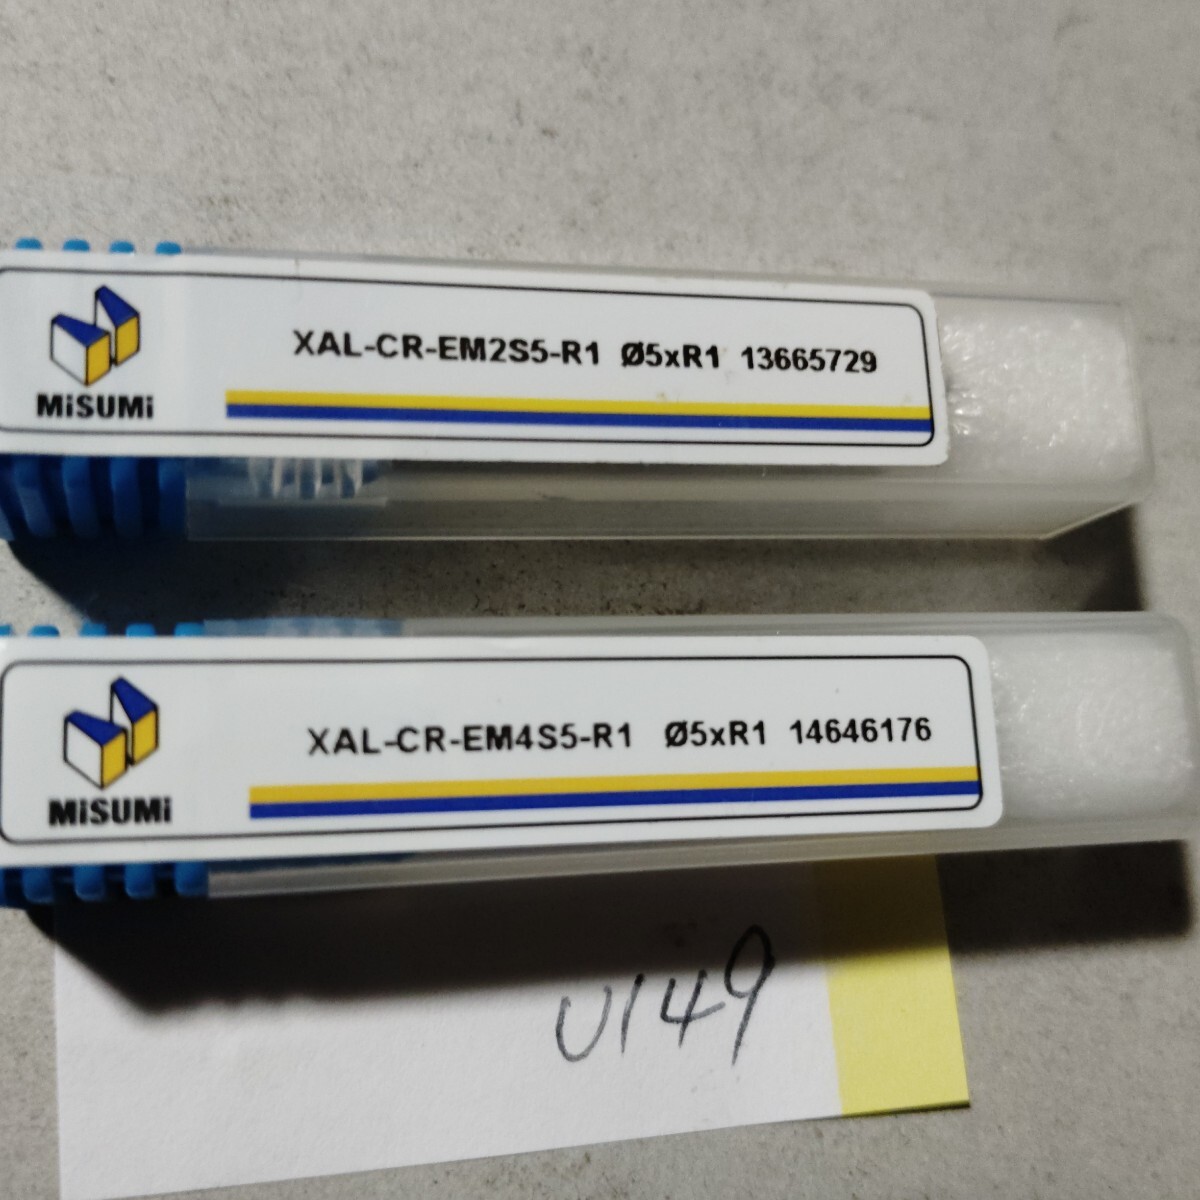 XAL-CR-EM2S5-R1 Ø5xR1 13665729
MiSUMi
XAL-CR-EM4S5-R1 Ø5xR1 14646176
MiSUMi
U149